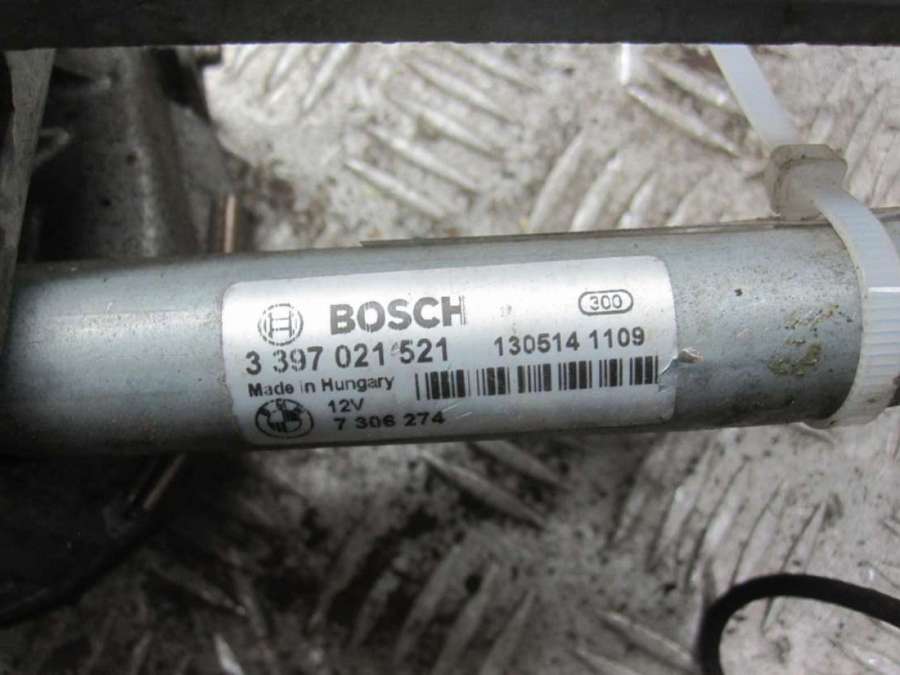 BOSCH 300
3 397 021 521 130514 1109
Made in Hungary
12V
7 306 274